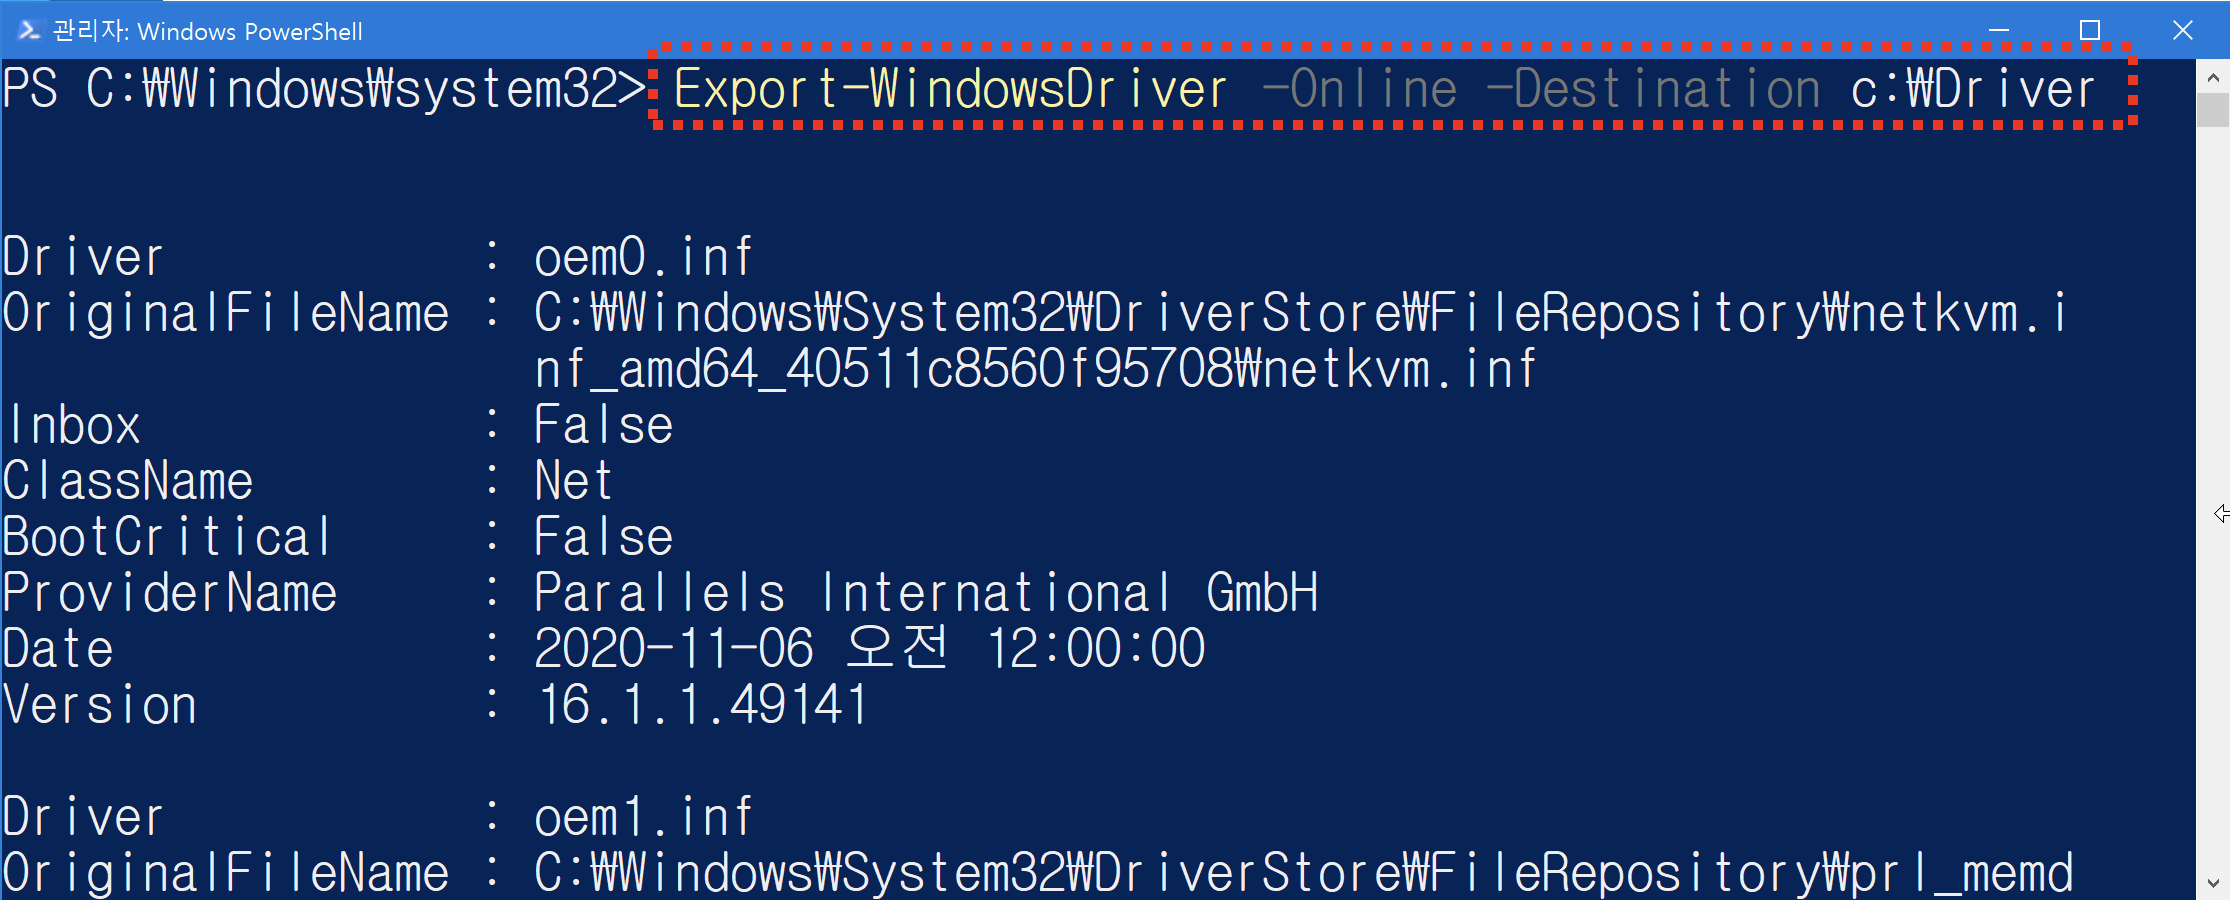 관리자: Windows PowerShell
PS C:₩Windows₩system32> Export-WindowsDriver -Online -Destination c:₩Driver
Driver : oem0.inf
OriginalFileName : C:₩Windows₩System32₩DriverStore₩FileRepository₩netkvm.i
nf_amd64_40511c8560f95708₩netkvm.inf
Inbox : False
ClassName : Net
BootCritical : False
ProviderName : Parallels International GmbH
Date : 2020-11-06 오전 12:00:00
Version : 16.1.1.49141
Driver : oem1.inf
OriginalFileName : C:₩Windows₩System32₩DriverStore₩FileRepository₩prl_memd